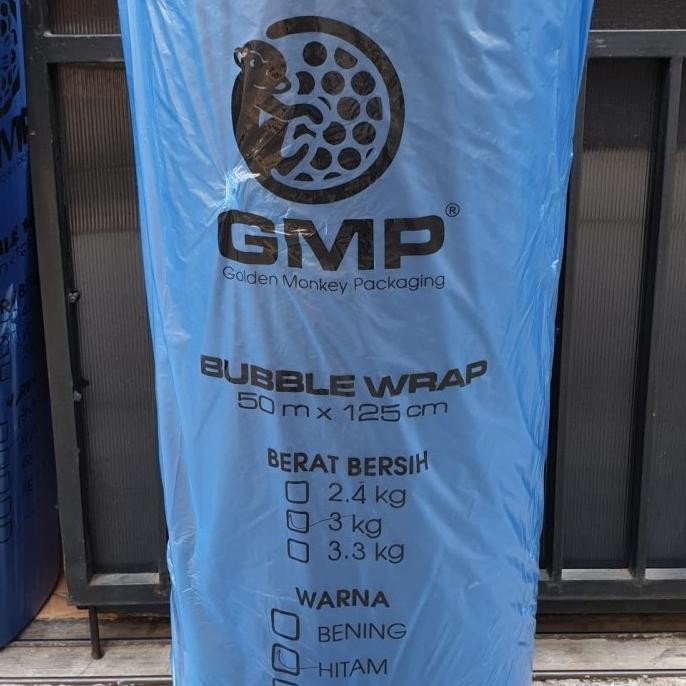 GMP®
Golden Monkey Packaging
BUBBLE WRAP
50 m x 125 cm
BERAT BERSIH
2.4 kg
3 kg
3.3 kg
WARNA
BENING
HITAM